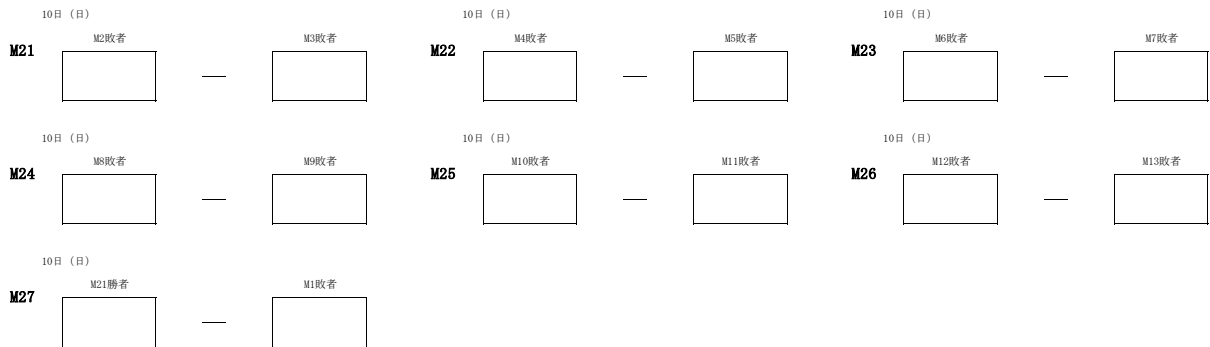 10日（日） 10日（日） 10日（日）
M21 M2敗者 M3敗者 M22 M4敗者 M5敗者 M23 M6敗者 M7敗者
10日（日） 10日（日） 10日（日）
M24 M8敗者 M9敗者 M25 M10敗者 M11敗者 M26 M12敗者 M13敗者
10日（日）
M27 M21勝者 M1敗者